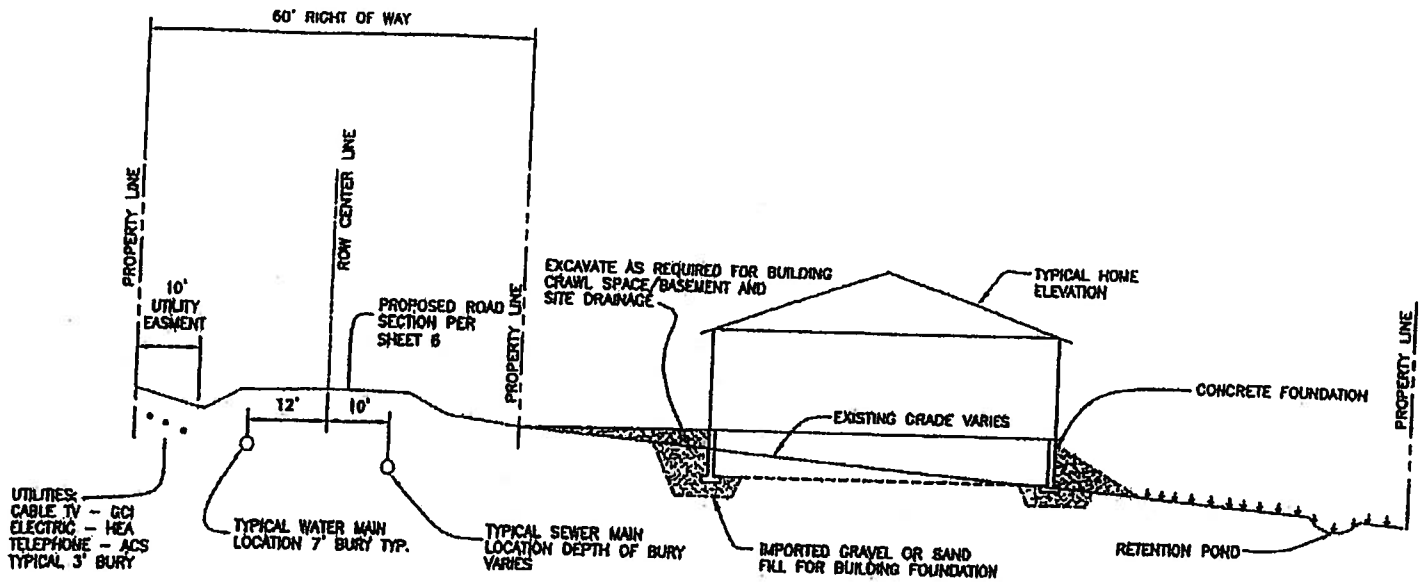 60' RIGHT OF WAY
PROPERTY LINE
ROW CENTER LINE
PROPERTY LINE
10'
UTILITY
EASMENT
PROPOSED ROAD
SECTION PER
SHEET 6
12'
10'
EXCAVATE AS REQUIRED FOR BUILDING
CRAWL SPACE/BASEMENT AND
SITE DRAINAGE
TYPICAL HOME
ELEVATION
PROPERTY LINE
CONCRETE FOUNDATION
EXISTING GRADE VARIES
UTILITIES:
CABLE TV - GCI
ELECTRIC - HEA
TELEPHONE - ACS
TYPICAL 3' BURY
TYPICAL WATER MAIN
LOCATION 7' BURY TYP.
TYPICAL SEWER MAIN
LOCATION DEPTH OF BURY
VARIES
IMPORTED GRAVEL OR SAND
FILL FOR BUILDING FOUNDATION
RETENTION POND